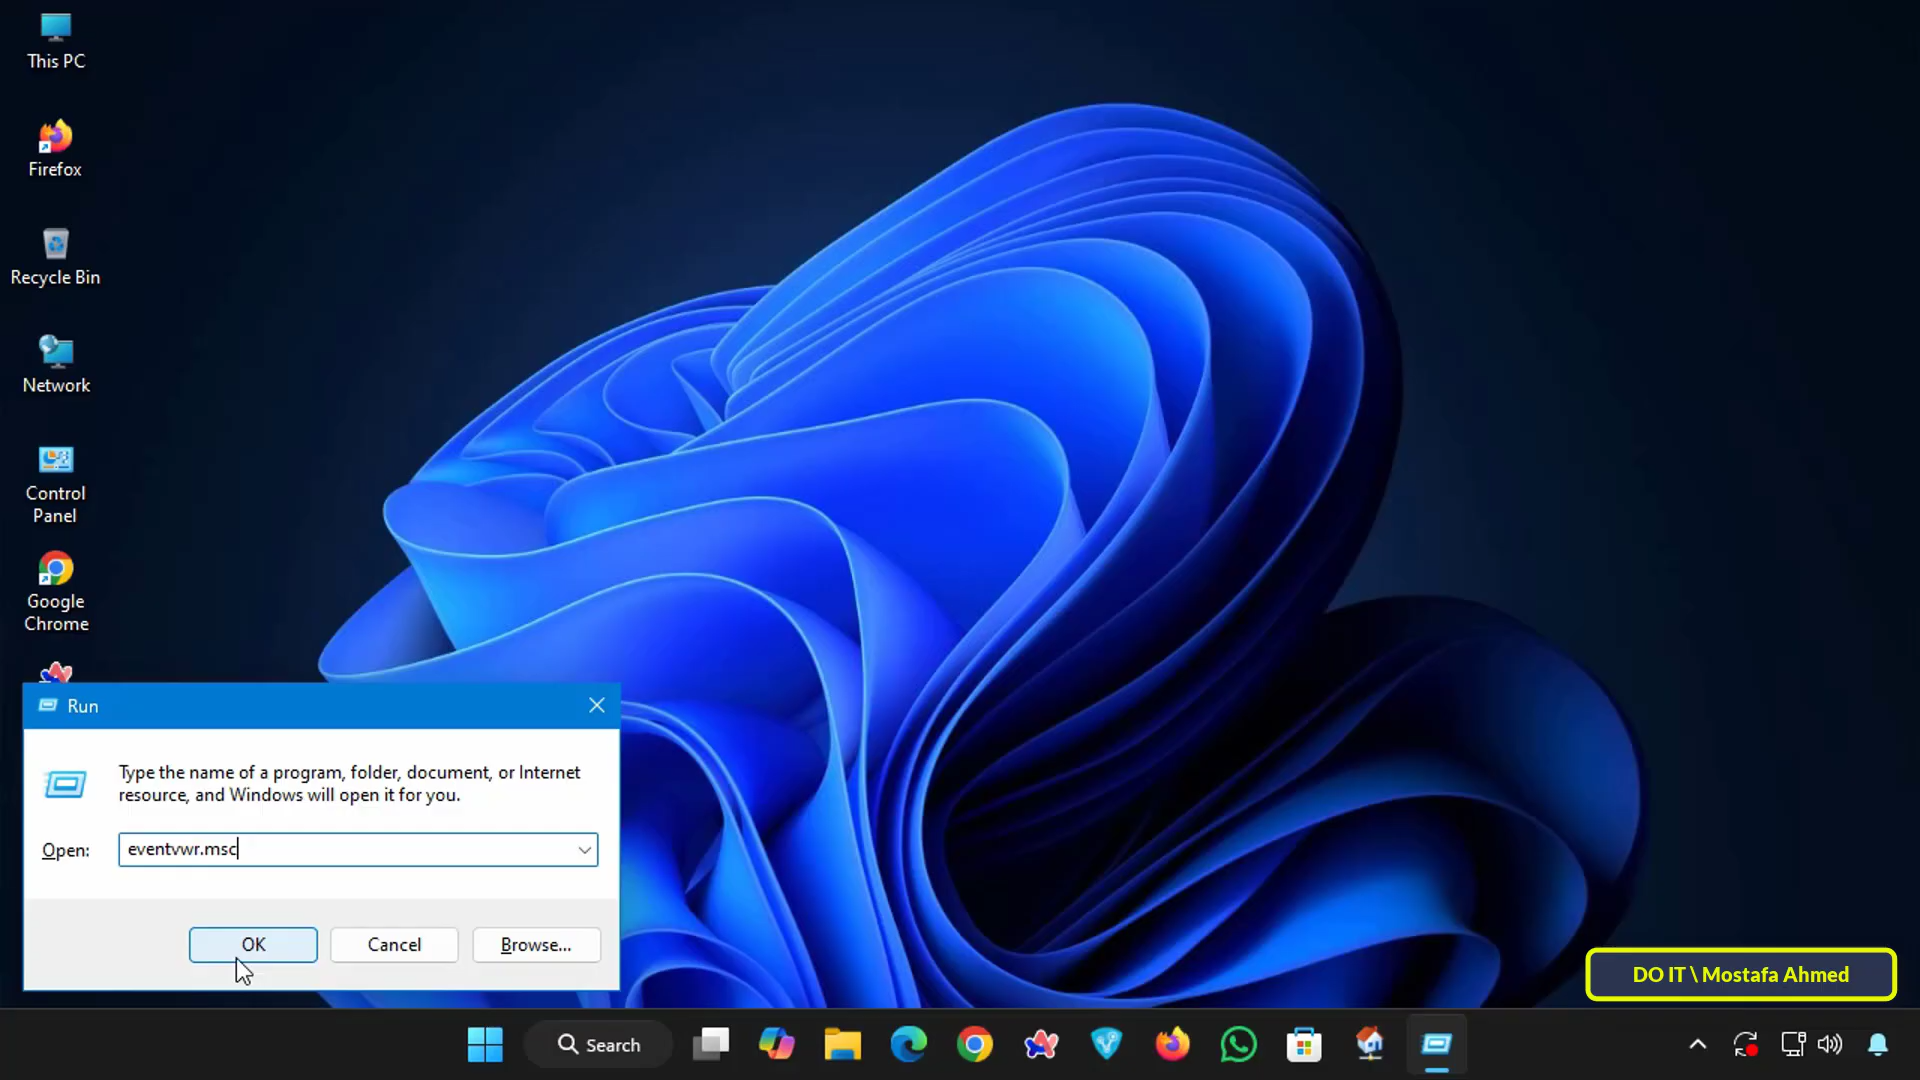 This PC
Firefox
Recycle Bin
Network
Control
Panel
Google
Chrome
Run
Type the name of a program, folder, document, or Internet
resource, and Windows will open it for you.
Open:
eventvwr.msc
OK
Cancel
Browse...
DO IT \ Mostafa Ahmed
Search